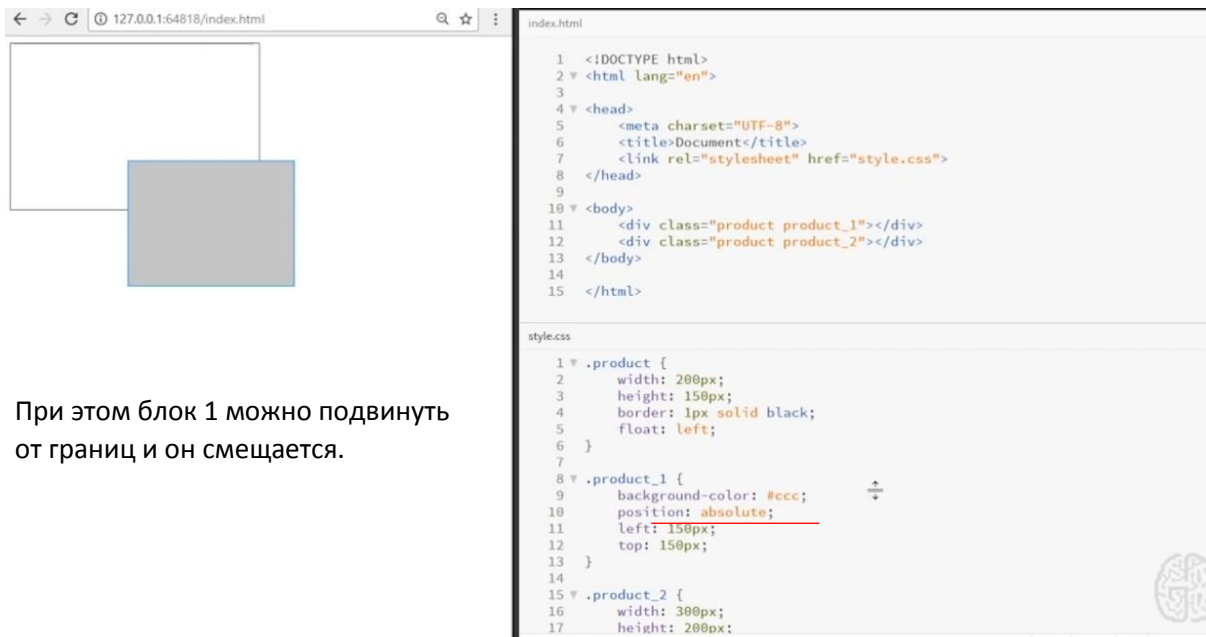 127.0.0.1:64818/index.html
При этом блок 1 можно подвинуть
от границ и он смещается.
index.html
1 <!DOCTYPE html>
2 <html lang="en">
3
4 <head>
5 <meta charset="UTF-8">
6 <title>Document</title>
7 <link rel="stylesheet" href="style.css">
8 </head>
9
10 <body>
11 <div class="product product_1"></div>
12 <div class="product product_2"></div>
13 </body>
14
15 </html>
style.css
1 .product {
2 width: 200px;
3 height: 150px;
4 border: 1px solid black;
5 float: left;
6 }
7
8 .product_1 {
9 background-color: #ccc;
10 position: absolute;
11 left: 150px;
12 top: 150px;
13 }
14
15 .product_2 {
16 width: 300px;
17 height: 200px;